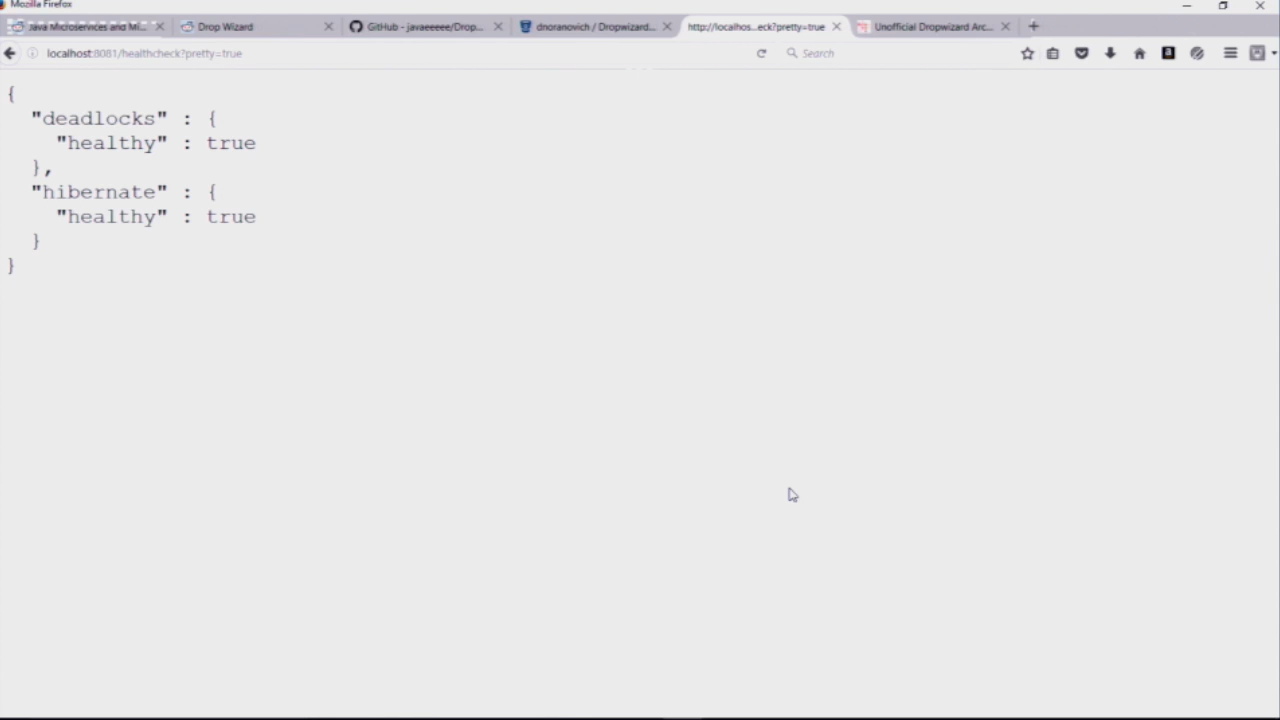 Mozilla Firefox
Java Microservices and Mi...
Drop Wizard
GitHub - javaeeeee/Drop...
dnoranovich / Dropwizard...
http://localhos...eck?pretty=true
Unofficial Dropwizard Arc...
localhost:8081/healthcheck?pretty=true
Search
{
"deadlocks" : {
"healthy" : true
},
"hibernate" : {
"healthy" : true
}
}